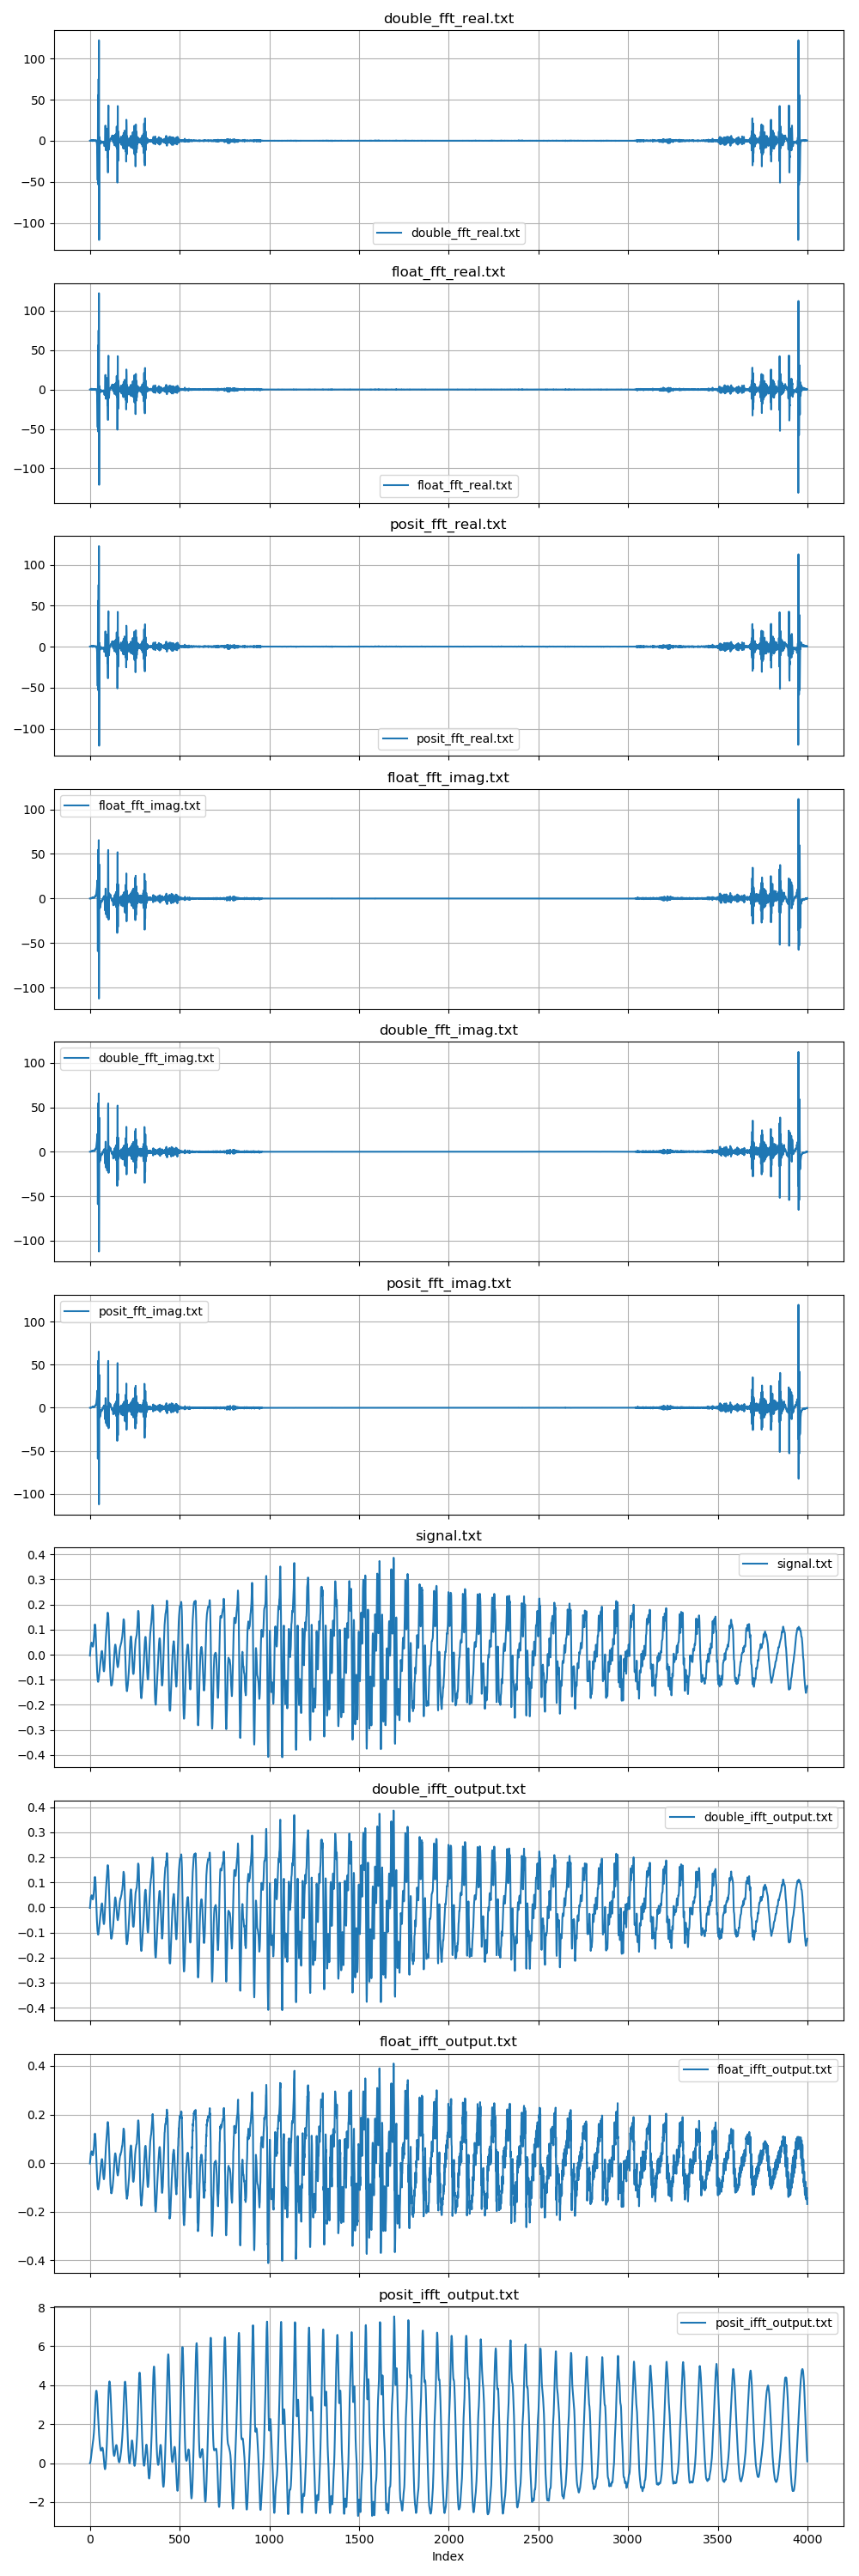 double_fft_real.txt
100
50
0
−50
−100
double_fft_real.txt
float_fft_real.txt
100
50
0
−50
−100
float_fft_real.txt
posit_fft_real.txt
100
50
0
−50
−100
posit_fft_real.txt
float_fft_imag.txt
float_fft_imag.txt
100
50
0
−50
−100
double_fft_imag.txt
double_fft_imag.txt
100
50
0
−50
−100
posit_fft_imag.txt
posit_fft_imag.txt
100
50
0
−50
−100
signal.txt
signal.txt
0.4
0.3
0.2
0.1
0.0
−0.1
−0.2
−0.3
−0.4
double_ifft_output.txt
double_ifft_output.txt
0.4
0.3
0.2
0.1
0.0
−0.1
−0.2
−0.3
−0.4
float_ifft_output.txt
float_ifft_output.txt
0.4
0.2
0.0
−0.2
−0.4
posit_ifft_output.txt
posit_ifft_output.txt
8
6
4
2
0
−2
0 500 1000 1500 2000 2500 3000 3500 4000
Index